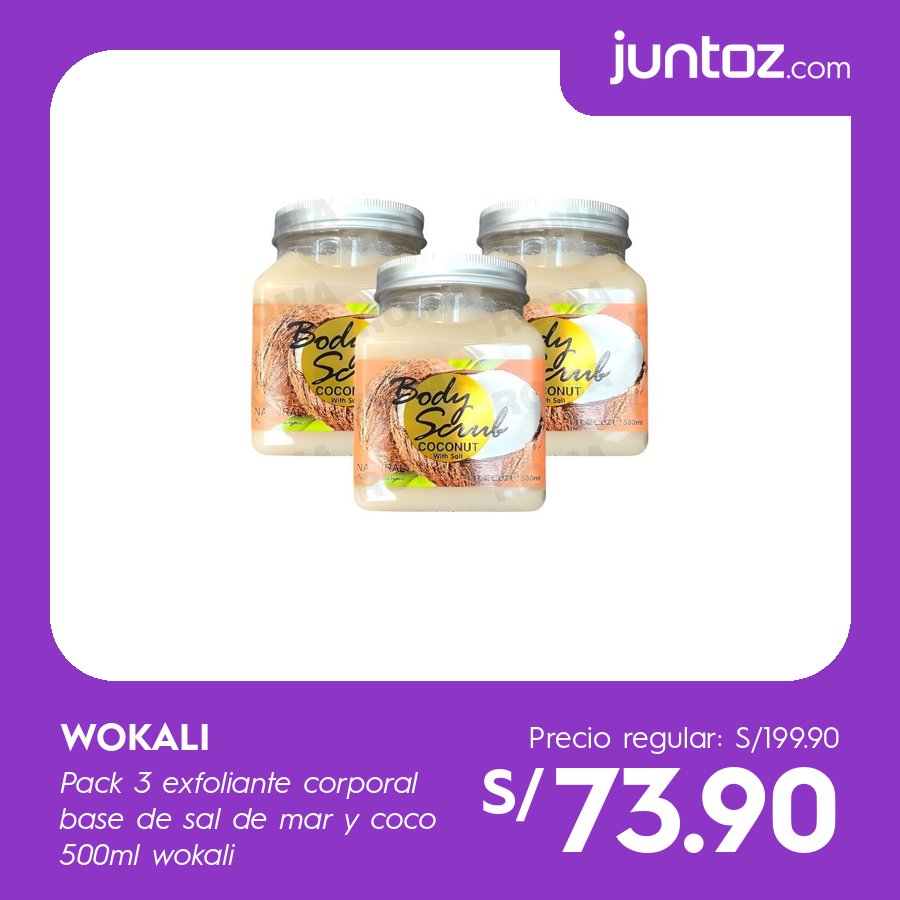 juntoz.com
Body
Scrub
COCONUT
With Salt
500ml
WOKALI
Pack 3 exfoliante corporal
base de sal de mar y coco
500ml wokali
Precio regular: S/199.90
S/73.90